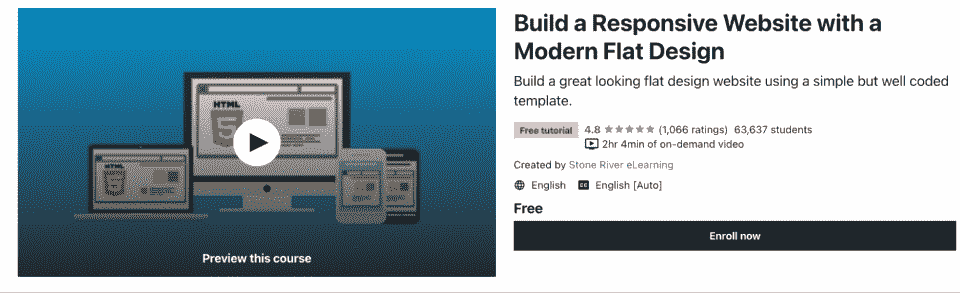 HTML
HTML
Preview this course
Build a Responsive Website with a
Modern Flat Design
Build a great looking flat design website using a simple but well coded
template.
Free tutorial 4.8 (1,066 ratings) 63,637 students
2hr 4min of on-demand video
Created by Stone River eLearning
English CC English [Auto]
Free
Enroll now